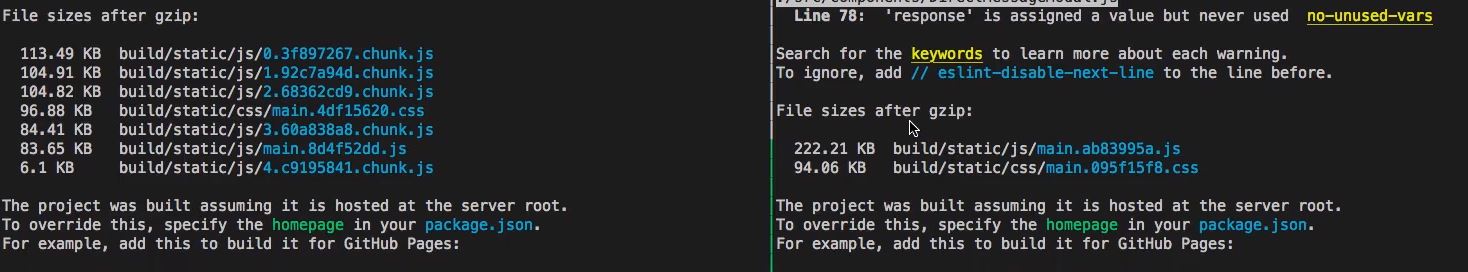 File sizes after gzip:
113.49 KB build/static/js/0.3f897267.chunk.js
104.91 KB build/static/js/1.92c7a94d.chunk.js
104.82 KB build/static/js/2.68362cd9.chunk.js
96.88 KB build/static/css/main.4df15620.css
84.41 KB build/static/js/3.60a838a8.chunk.js
83.65 KB build/static/js/main.8d4f52dd.js
6.1 KB build/static/js/4.c9195841.chunk.js
The project was built assuming it is hosted at the server root.
To override this, specify the homepage in your package.json.
For example, add this to build it for GitHub Pages:
./src/components/DirectMessageModal.js
Line 78: 'response' is assigned a value but never used no-unused-vars
Search for the keywords to learn more about each warning.
To ignore, add // eslint-disable-next-line to the line before.
File sizes after gzip:
222.21 KB build/static/js/main.ab83995a.js
94.06 KB build/static/css/main.095f15f8.css
The project was built assuming it is hosted at the server root.
To override this, specify the homepage in your package.json.
For example, add this to build it for GitHub Pages: